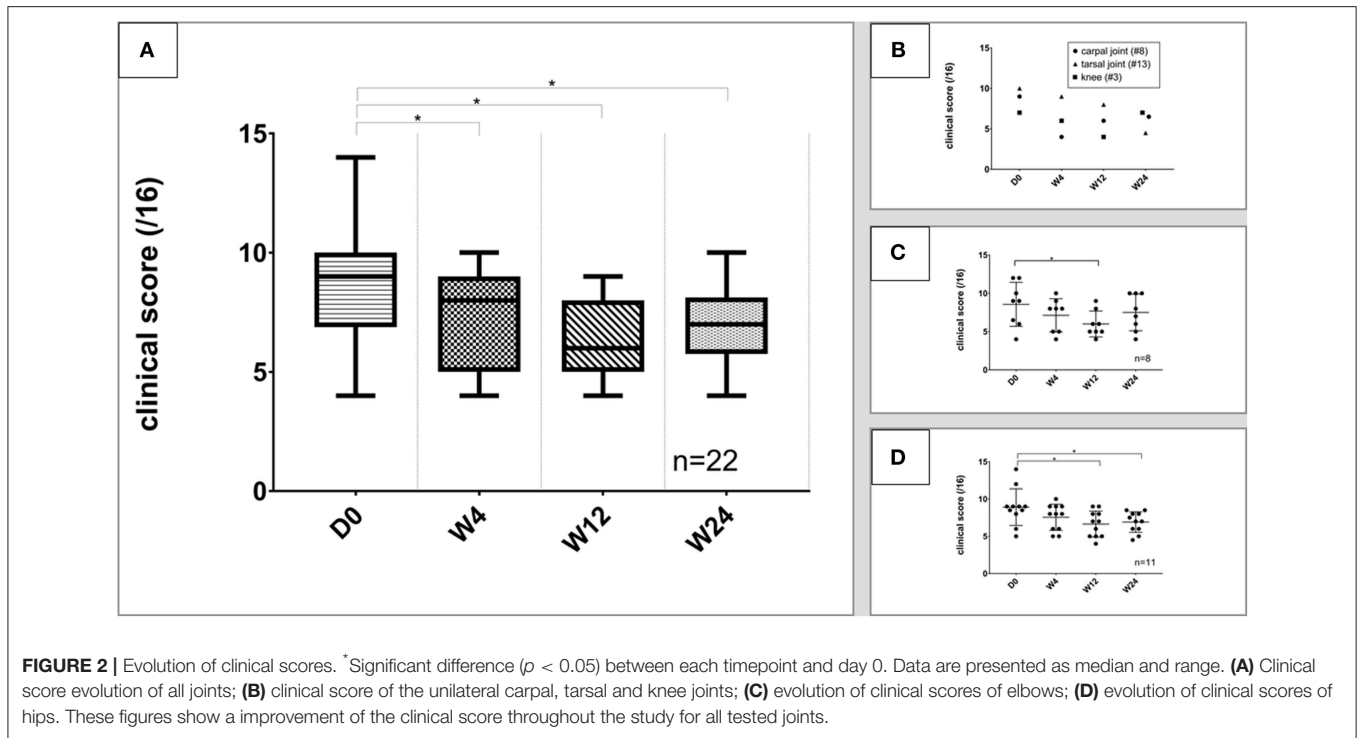 A
clinical score (/16)
15
10
5
0
*
*
*
D0
W4
W12
W24
n=22
B
clinical score (/16)
15
10
5
0
carpal joint (#8)
tarsal joint (#13)
knee (#3)
D0
W4
W12
W24
C
clinical score (/16)
15
10
5
0
*
D0
W4
W12
W24
n=8
D
clinical score (/16)
15
10
5
0
*
*
D0
W4
W12
W24
n=11
FIGURE 2 | Evolution of clinical scores. *Significant difference (p < 0.05) between each timepoint and day 0. Data are presented as median and range. (A) Clinical
score evolution of all joints; (B) clinical score of the unilateral carpal, tarsal and knee joints; (C) evolution of clinical scores of elbows; (D) evolution of clinical scores of
hips. These figures show a improvement of the clinical score throughout the study for all tested joints.